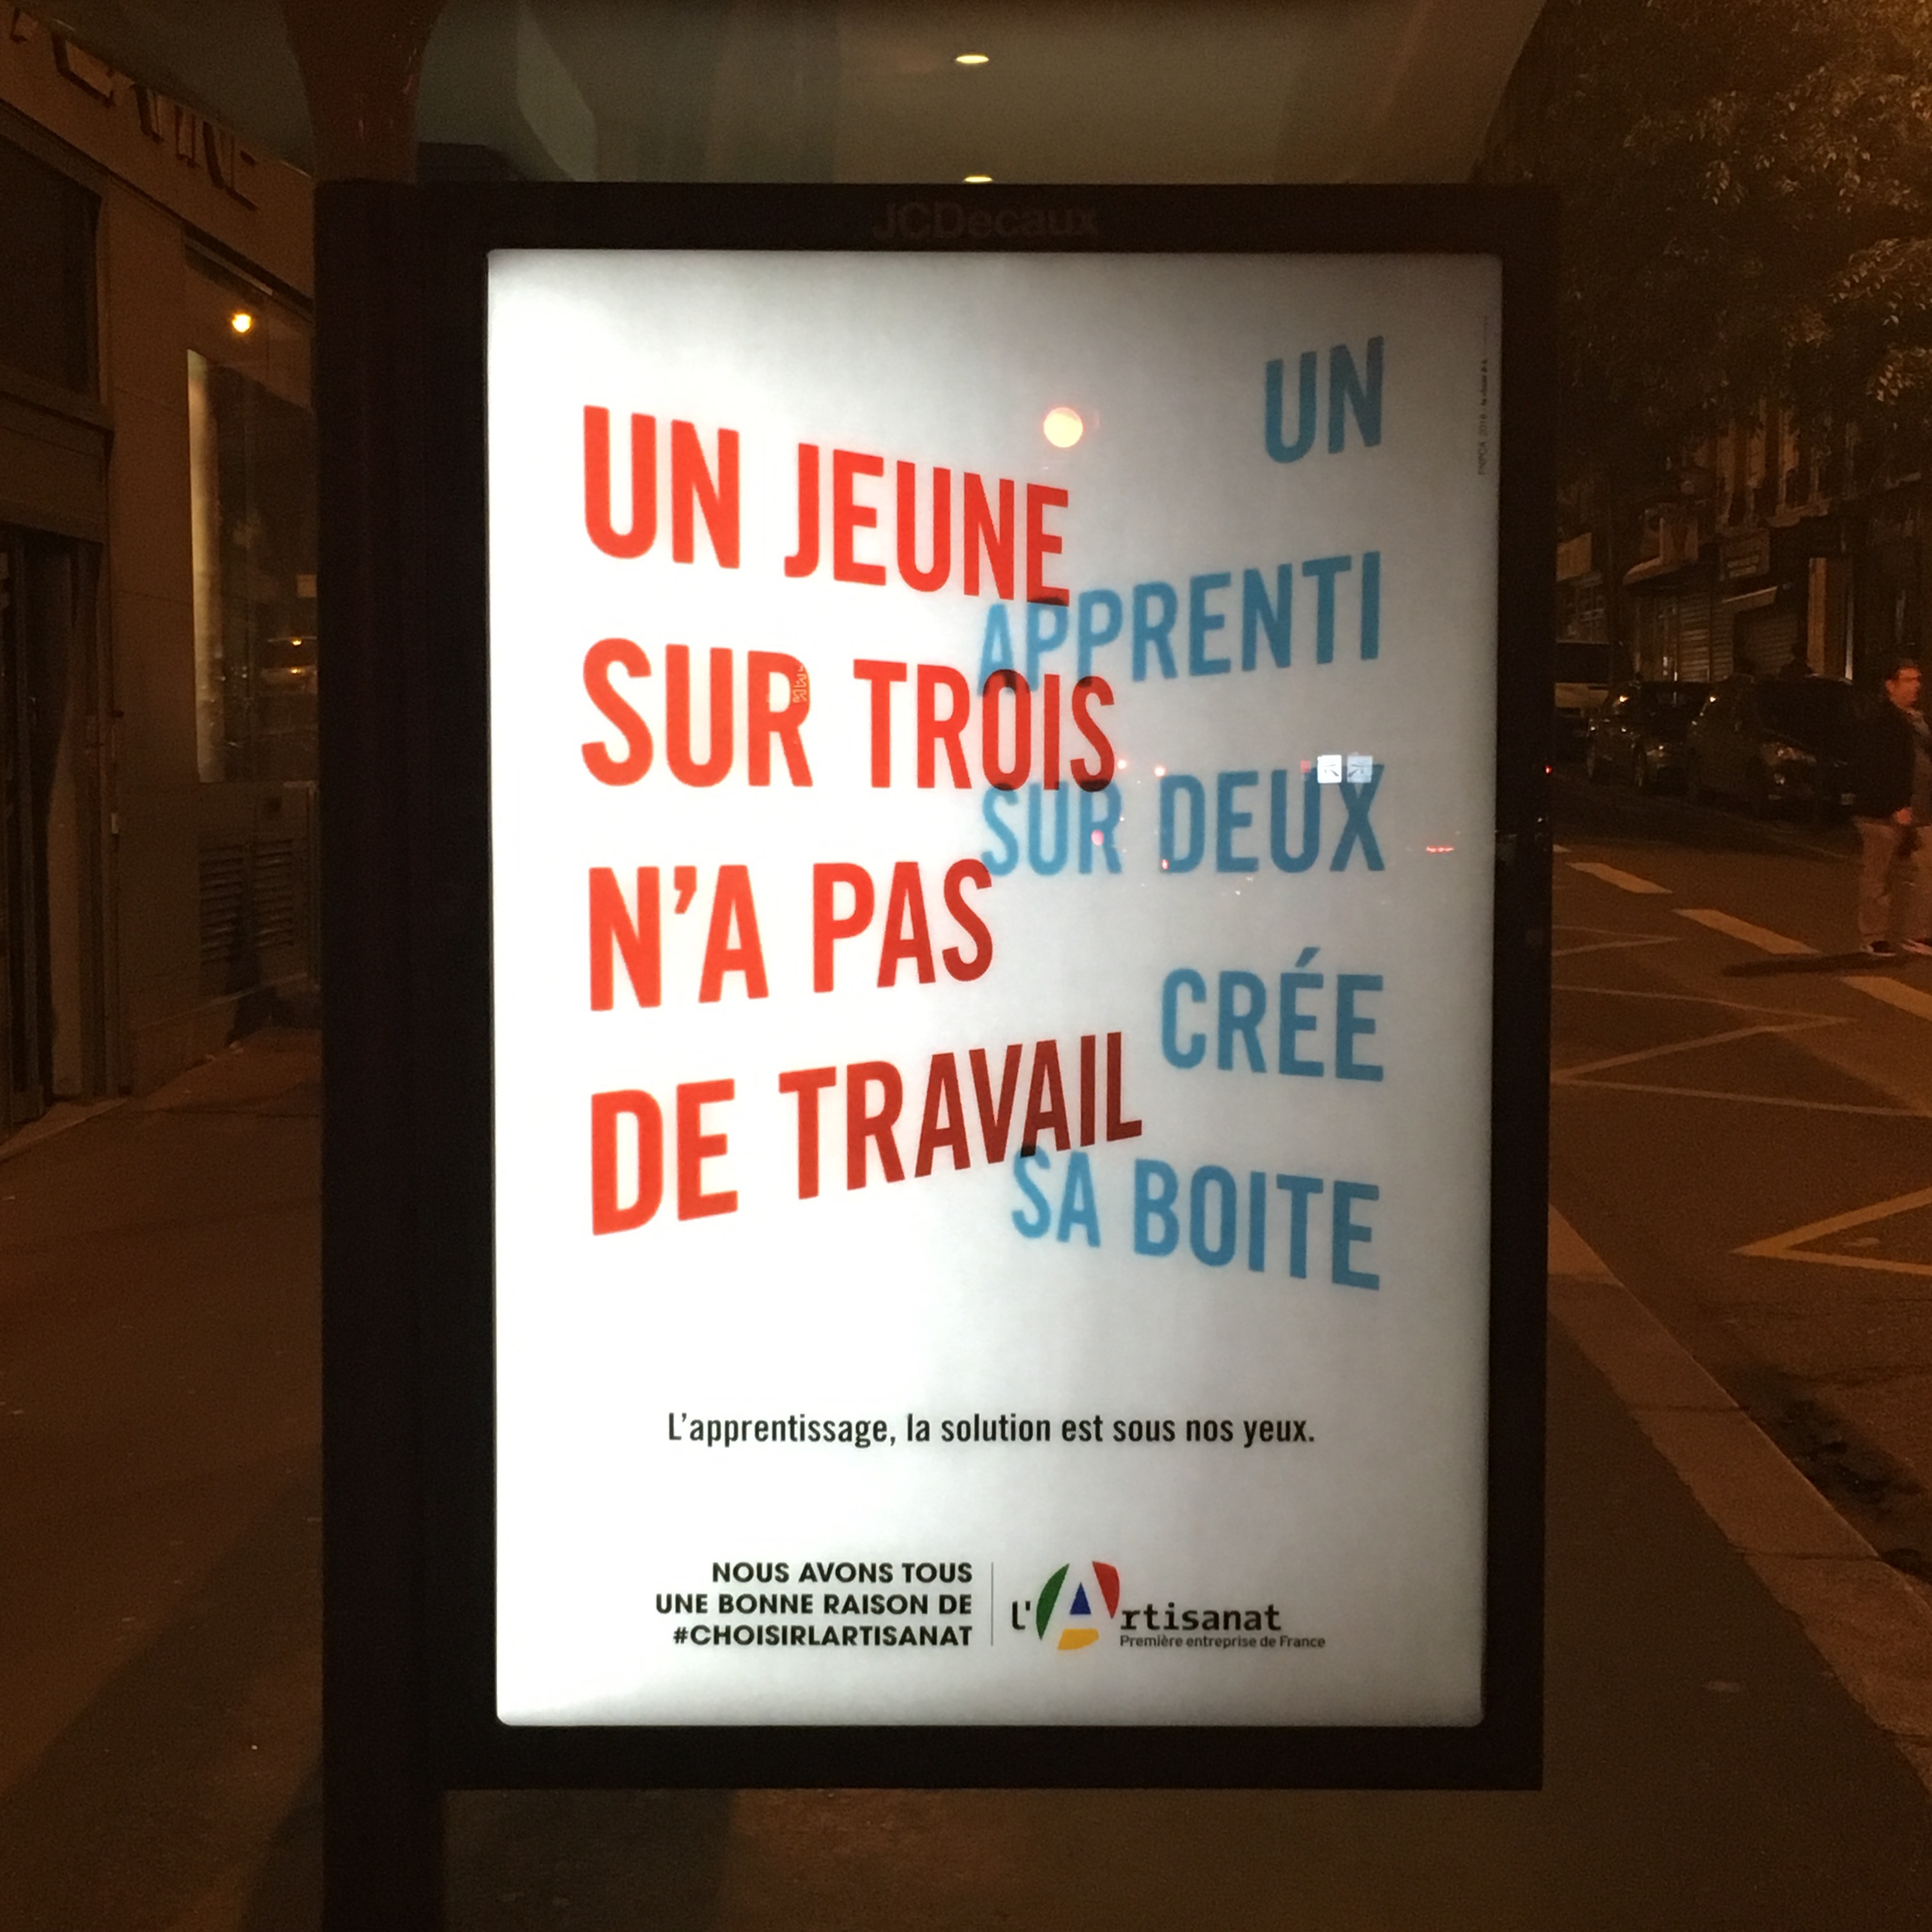 JCDecaux
UN JEUNE
SUR TROIS
N'A PAS
DE TRAVAIL
UN
APPRENTI
SUR DEUX
CRÉE
SA BOITE
L'apprentissage, la solution est sous nos yeux.
NOUS AVONS TOUS
UNE BONNE RAISON DE
#CHOISIRLARTISANAT
l'Artisanat
Première entreprise de France